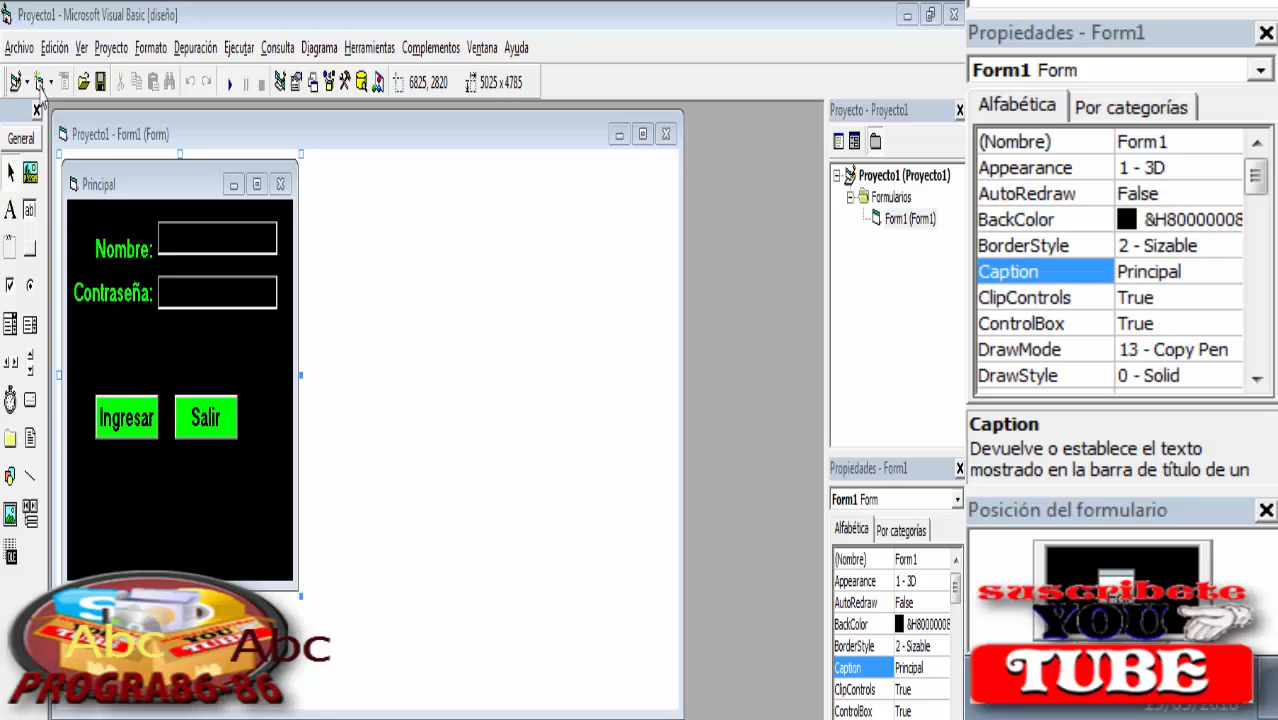 Proyecto1 - Microsoft Visual Basic [diseño]
Archivo Edición Ver Proyecto Formato Depuración Ejecutar Consulta Diagrama Herramientas Complementos Ventana Ayuda
6825, 2820 5025 x 4785
General
Proyecto1 - Form1 (Form)
Principal
Nombre:
Contraseña:
Ingresar Salir
Proyecto - Proyecto1
Proyecto1 (Proyecto1)
Formularios
Form1 (Form1)
Propiedades - Form1
Form1 Form
Alfabética Por categorías
(Nombre) Form1
Appearance 1 - 3D
AutoRedraw False
BackColor &H80000008
BorderStyle 2 - Sizable
Caption Principal
ClipControls True
ControlBox True
Propiedades - Form1
Form1 Form
Alfabética Por categorías
(Nombre) Form1
Appearance 1 - 3D
AutoRedraw False
BackColor &H80000008
BorderStyle 2 - Sizable
Caption Principal
ClipControls True
ControlBox True
DrawMode 13 - Copy Pen
DrawStyle 0 - Solid
Caption
Devuelve o establece el texto
mostrado en la barra de título de un
Posición del formulario
suscribete
YOU
TUBE
Abc Abc
PROGRA86-86